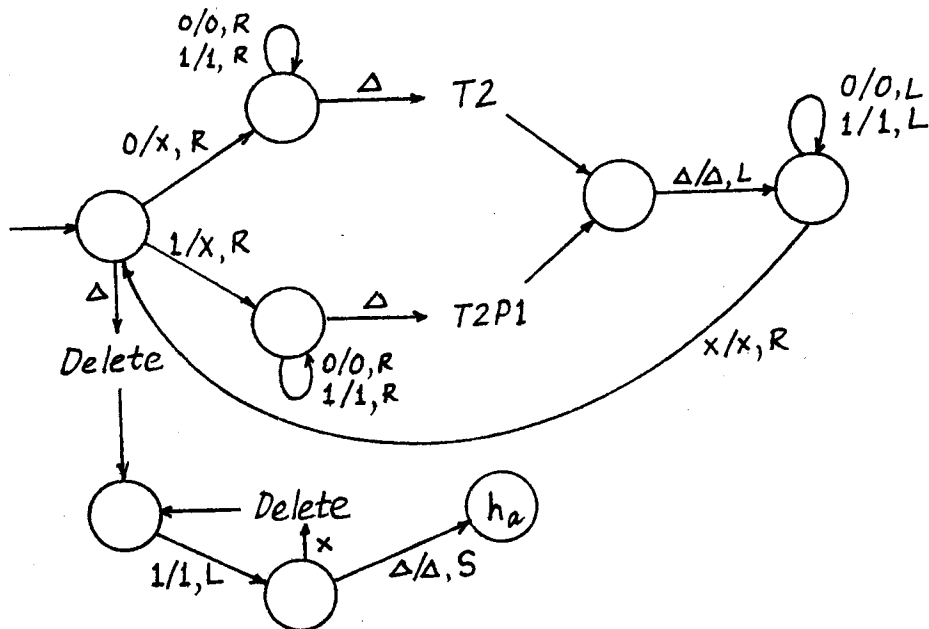 0/0, R
1/1, R
Δ
T2
0/0, L
1/1, L
0/x, R
Δ/Δ, L
1/x, R
Δ
Δ
T2P1
Delete
0/0, R
1/1, R
x/x, R
Delete
hₐ
x
1/1, L
Δ/Δ, S